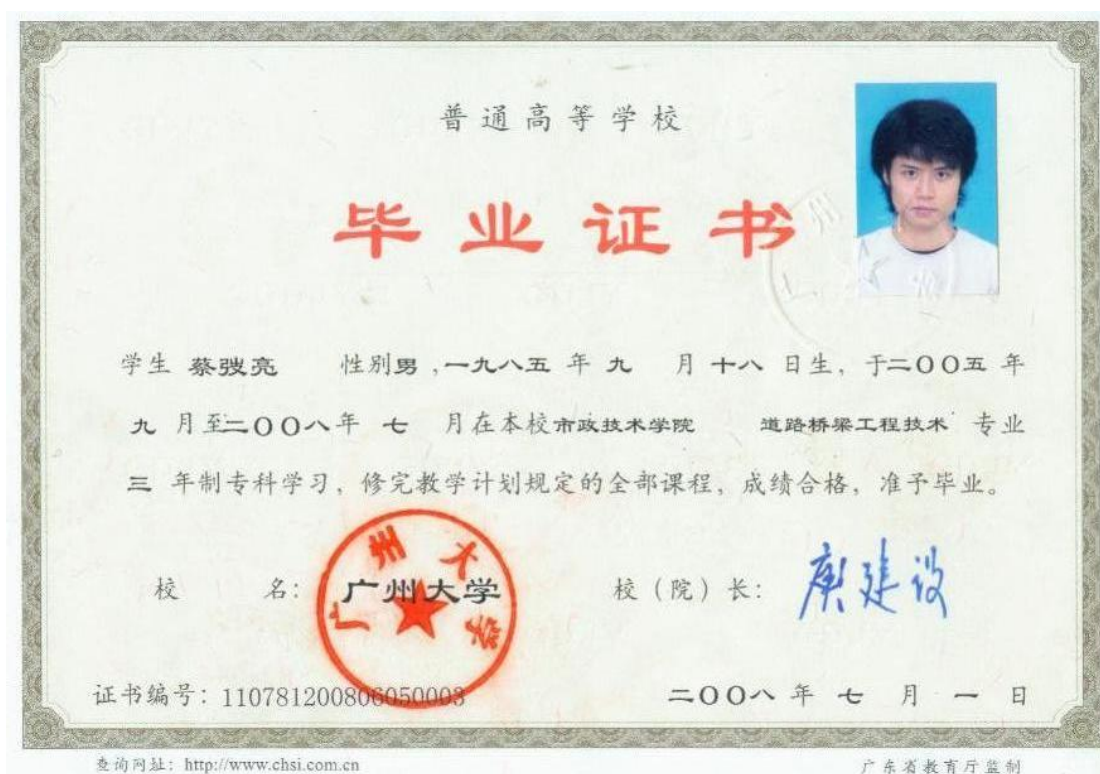 普通高等学校
毕业证书
学生 蔡弢亮 性别男,一九八五 年 九 月 十八 日生, 于二〇〇五 年
九 月至二〇〇八年 七 月在本校市政技术学院 道路桥梁工程技术 专业
三 年制专科学习, 修完教学计划规定的全部课程, 成绩合格, 准予毕业。
校 名: 广州大学 校(院)长: 庾建设
广州大学
证书编号: 110781200806050003 二〇〇八 年 七 月 一 日
查询网址: http://www.chsi.com.cn 广东省教育厅监制